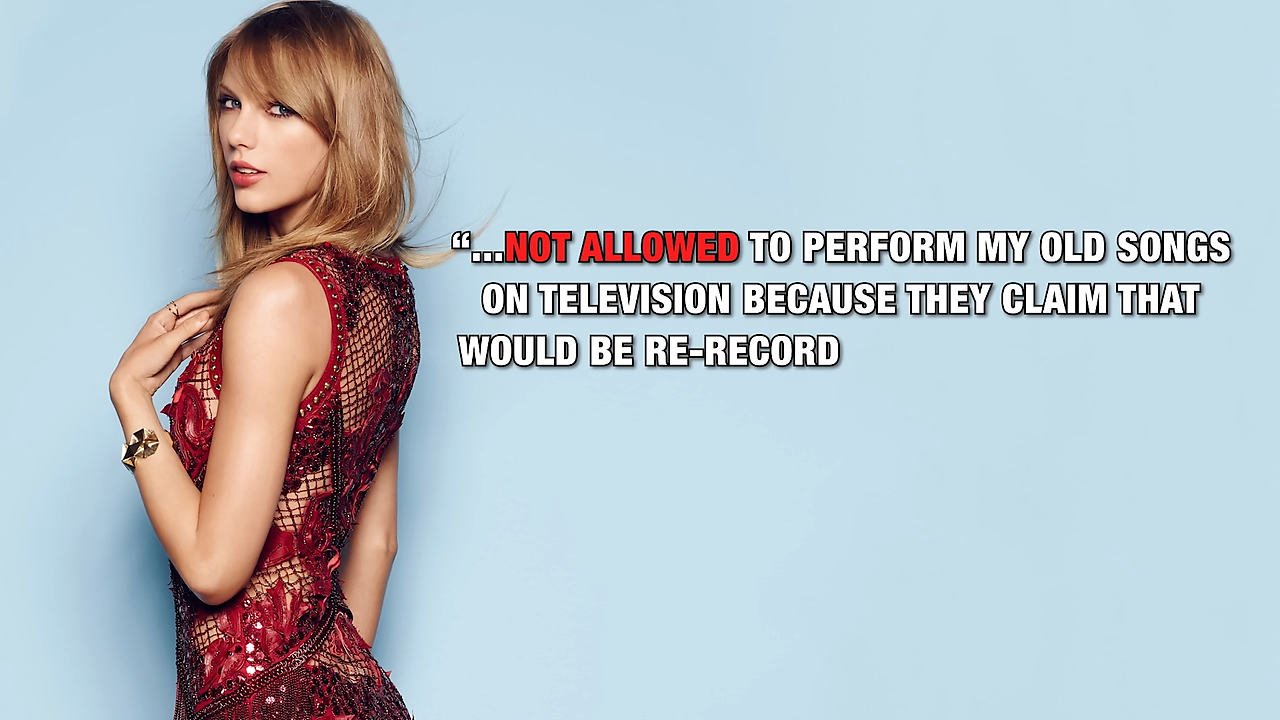 “...NOT ALLOWED TO PERFORM MY OLD SONGS
ON TELEVISION BECAUSE THEY CLAIM THAT
WOULD BE RE-RECORD